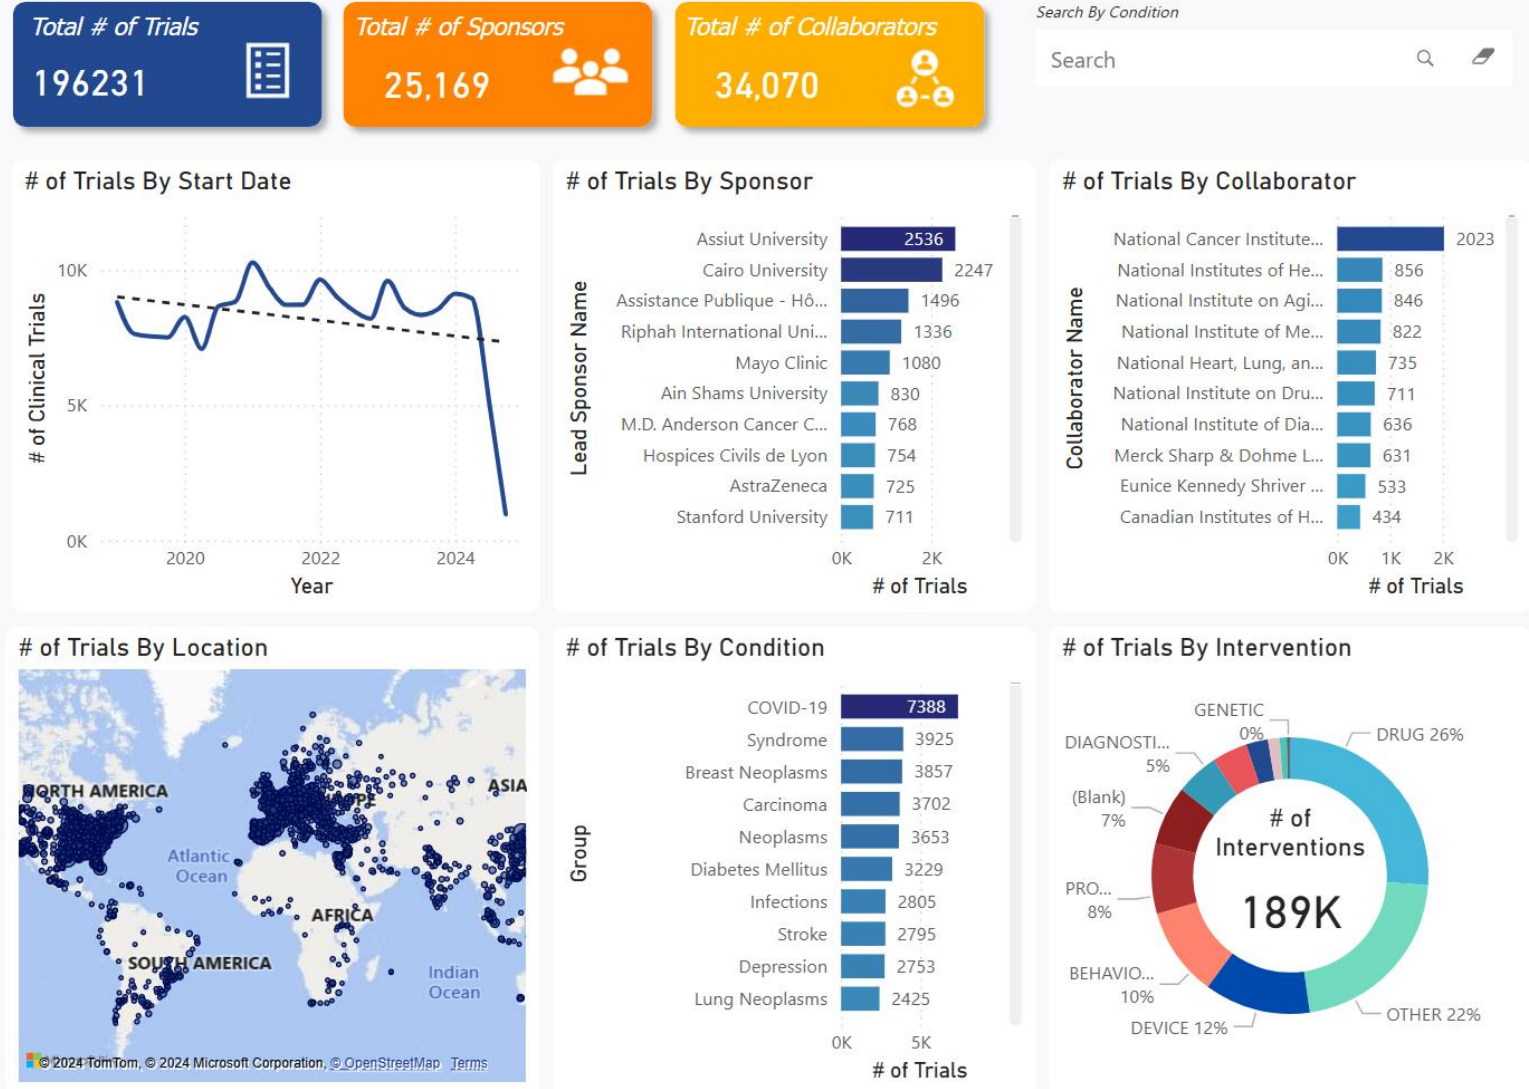 Total # of Trials
196231
Total # of Sponsors
25,169
Total # of Collaborators
34,070
Search By Condition
Search
# of Trials By Start Date
# of Clinical Trials
10K
5K
0K
2020 2022 2024
Year
# of Trials By Sponsor
Lead Sponsor Name
Assiut University 2536
Cairo University 2247
Assistance Publique - Hô... 1496
Riphah International Uni... 1336
Mayo Clinic 1080
Ain Shams University 830
M.D. Anderson Cancer C... 768
Hospices Civils de Lyon 754
AstraZeneca 725
Stanford University 711
0K 2K
# of Trials
# of Trials By Collaborator
Collaborator Name
National Cancer Institute... 2023
National Institutes of He... 856
National Institute on Agi... 846
National Institute of Me... 822
National Heart, Lung, an... 735
National Institute on Dru... 711
National Institute of Dia... 636
Merck Sharp & Dohme L... 631
Eunice Kennedy Shriver ... 533
Canadian Institutes of H... 434
0K 1K 2K
# of Trials
# of Trials By Location
NORTH AMERICA
ASIA
Atlantic
Ocean
AFRICA
SOUTH AMERICA
Indian
Ocean
© 2024 TomTom, © 2024 Microsoft Corporation, © OpenStreetMap Terms
# of Trials By Condition
Group
COVID-19 7388
Syndrome 3925
Breast Neoplasms 3857
Carcinoma 3702
Neoplasms 3653
Diabetes Mellitus 3229
Infections 2805
Stroke 2795
Depression 2753
Lung Neoplasms 2425
0K 5K
# of Trials
# of Trials By Intervention
GENETIC
0%
DRUG 26%
DIAGNOSTI...
5%
(Blank)
7%
PRO...
8%
BEHAVIO...
10%
DEVICE 12%
OTHER 22%
# of
Interventions
189K